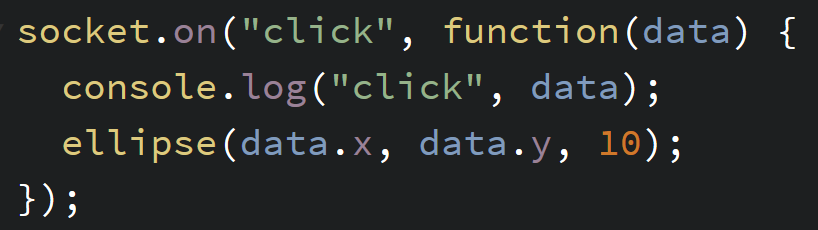 socket.on("click", function(data) {
  console.log("click", data);
  ellipse(data.x, data.y, 10);
});